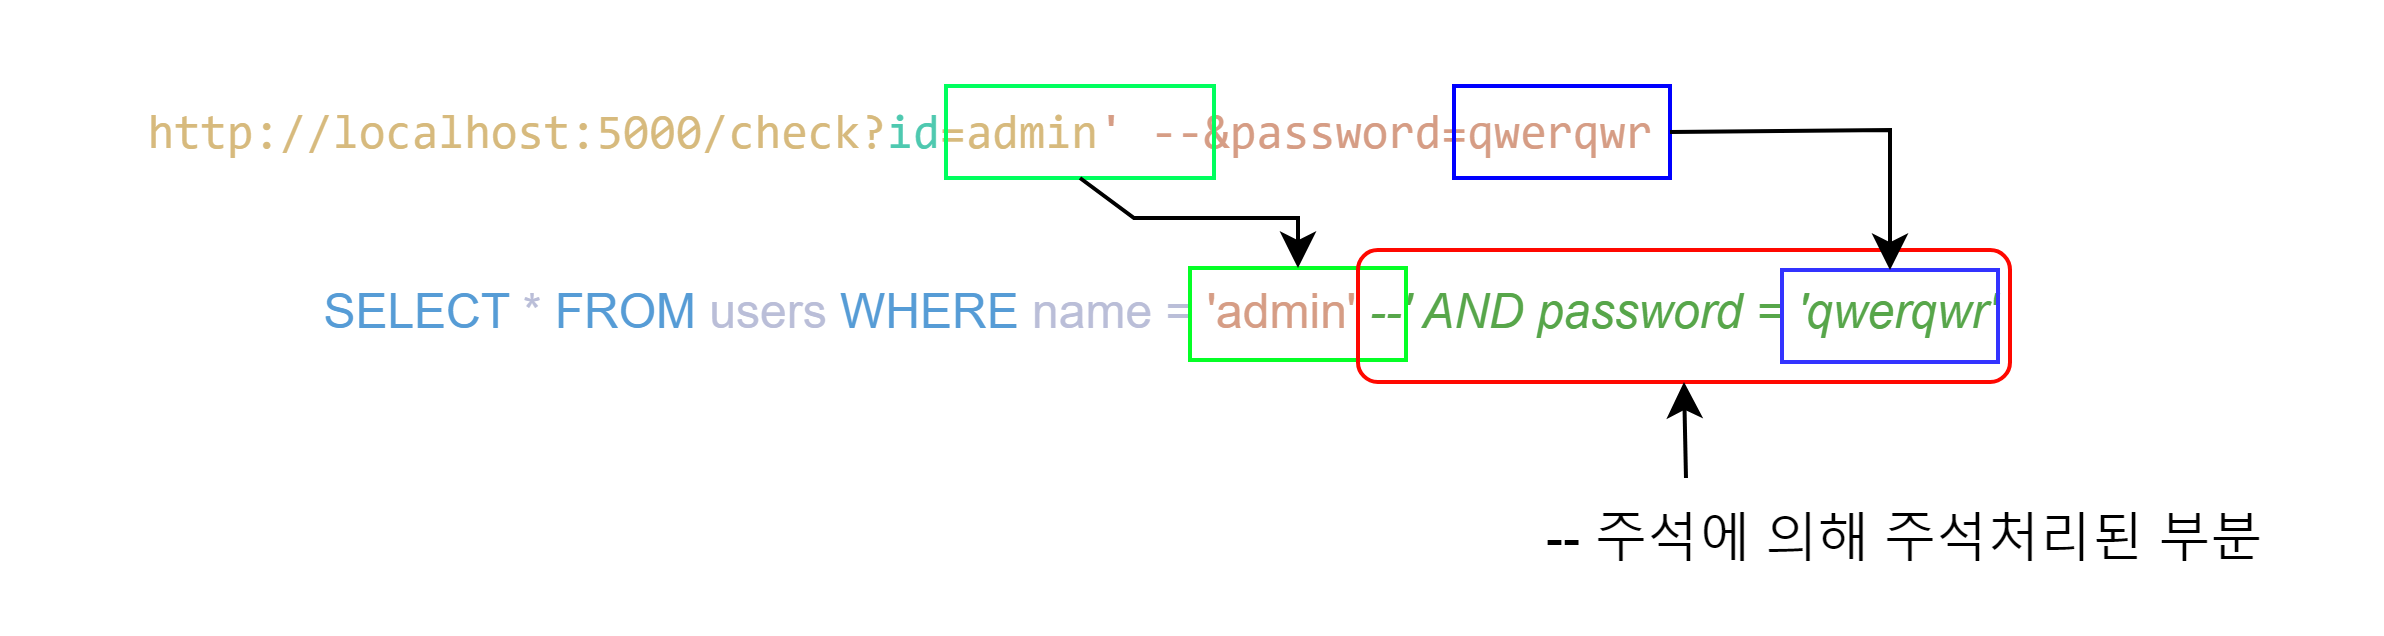 http://localhost:5000/check?id=admin' --&password=qwerqwr
SELECT * FROM users WHERE name = 'admin' --' AND password = 'qwerqwr'
-- 주석에 의해 주석처리된 부분